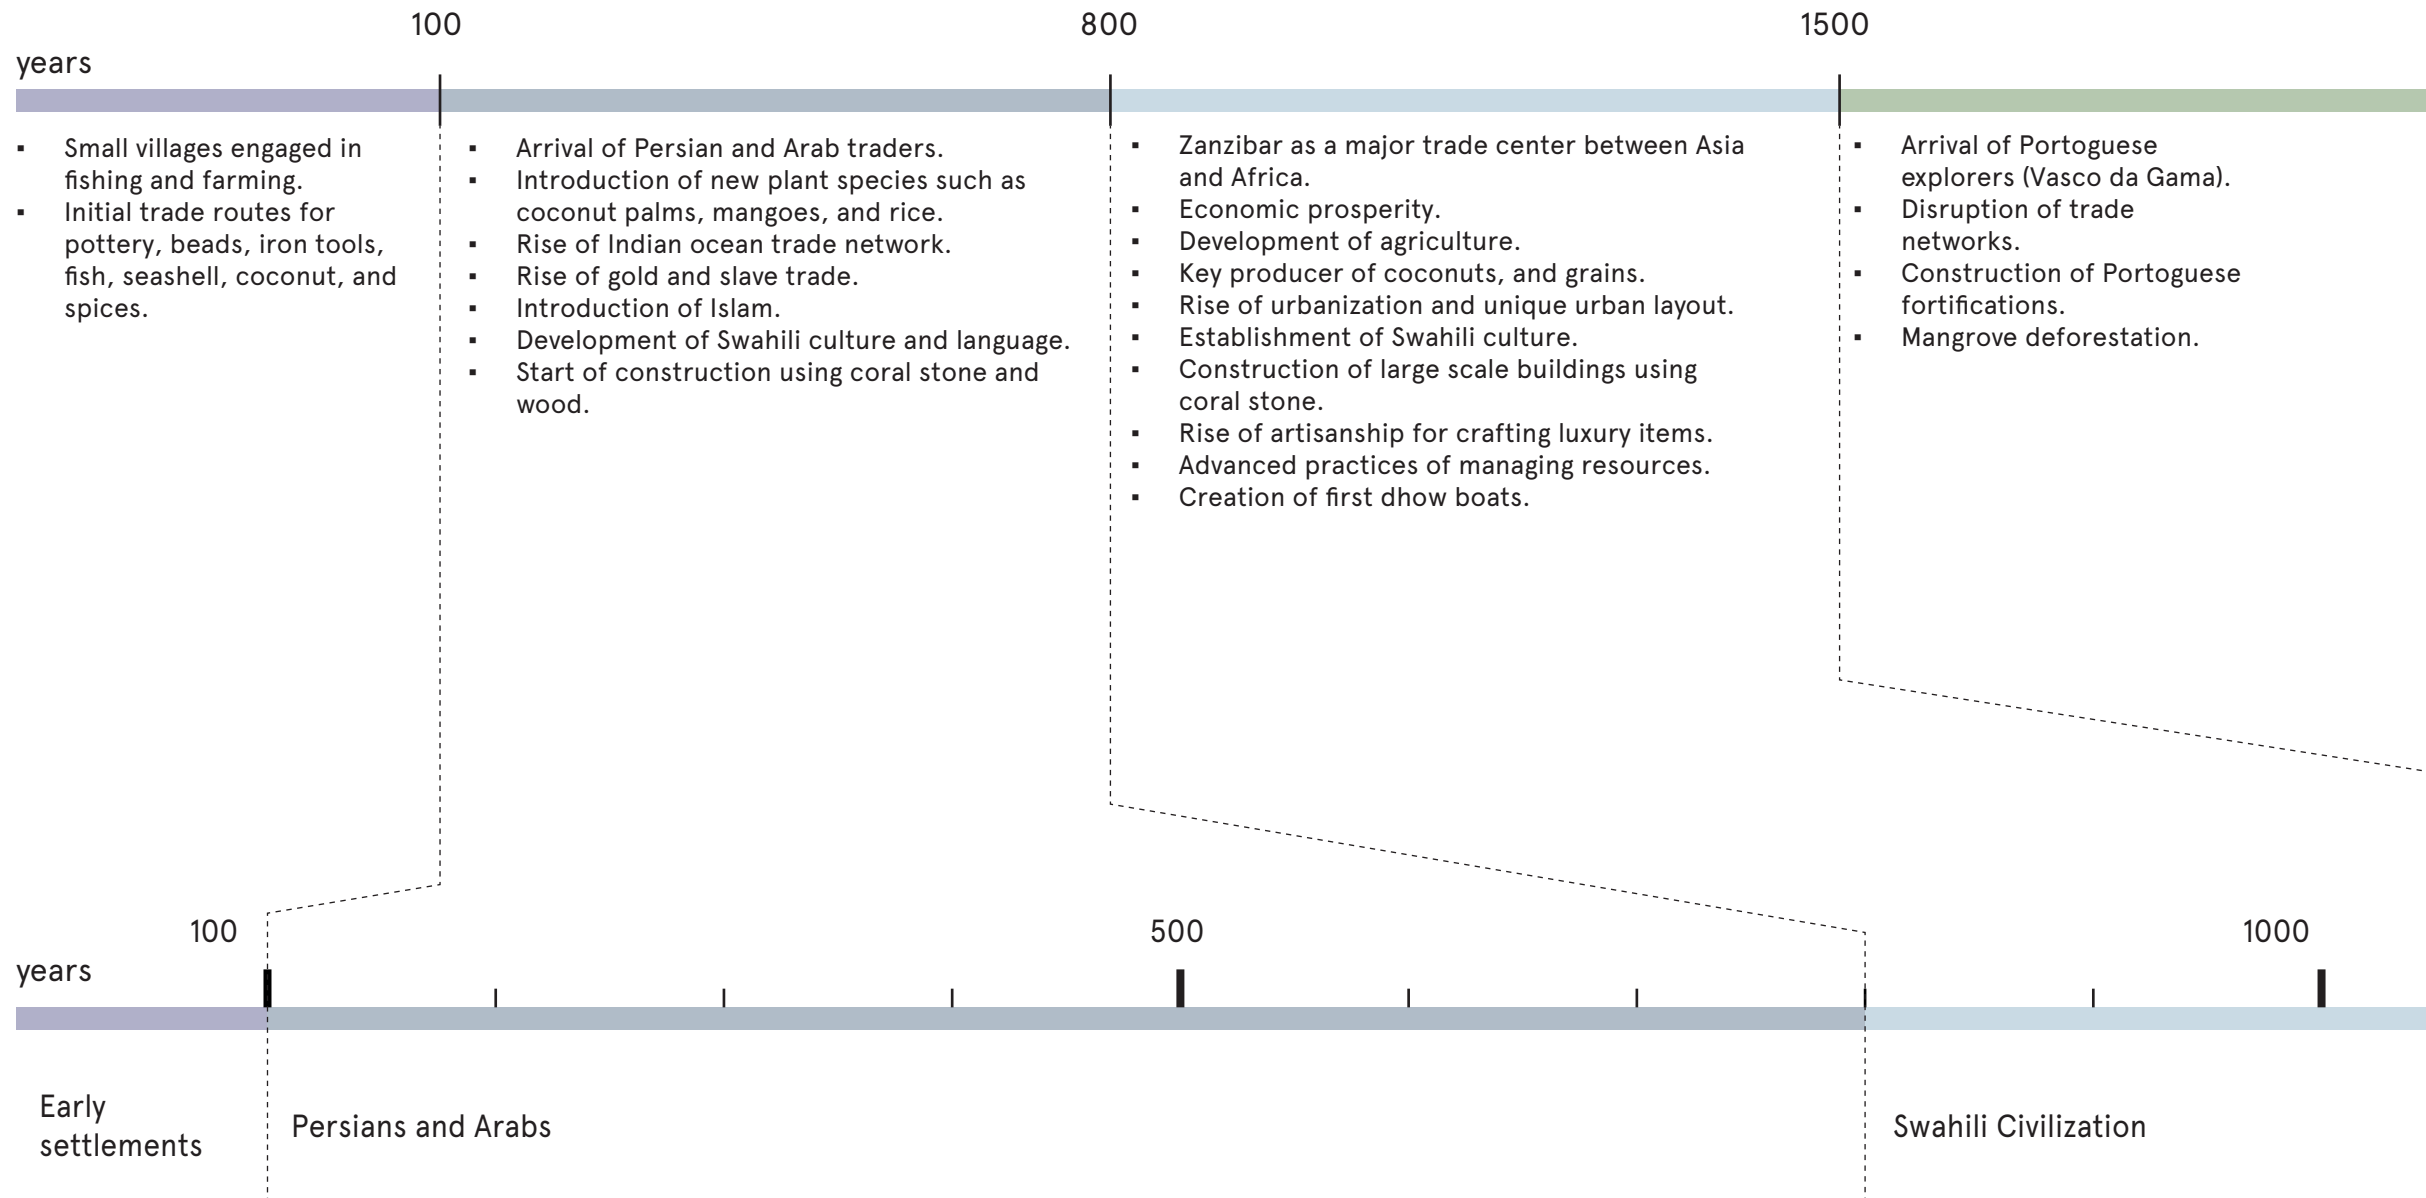 100
800
1500
years
▪ Small villages engaged in
fishing and farming.
▪ Initial trade routes for
pottery, beads, iron tools,
fish, seashell, coconut, and
spices.
▪ Arrival of Persian and Arab traders.
▪ Introduction of new plant species such as
coconut palms, mangoes, and rice.
▪ Rise of Indian ocean trade network.
▪ Rise of gold and slave trade.
▪ Introduction of Islam.
▪ Development of Swahili culture and language.
▪ Start of construction using coral stone and
wood.
▪ Zanzibar as a major trade center between Asia
and Africa.
▪ Economic prosperity.
▪ Development of agriculture.
▪ Key producer of coconuts, and grains.
▪ Rise of urbanization and unique urban layout.
▪ Establishment of Swahili culture.
▪ Construction of large scale buildings using
coral stone.
▪ Rise of artisanship for crafting luxury items.
▪ Advanced practices of managing resources.
▪ Creation of first dhow boats.
▪ Arrival of Portoguese
explorers (Vasco da Gama).
▪ Disruption of trade
networks.
▪ Construction of Portoguese
fortifications.
▪ Mangrove deforestation.
100
500
1000
years
Early
settlements
Persians and Arabs
Swahili Civilization